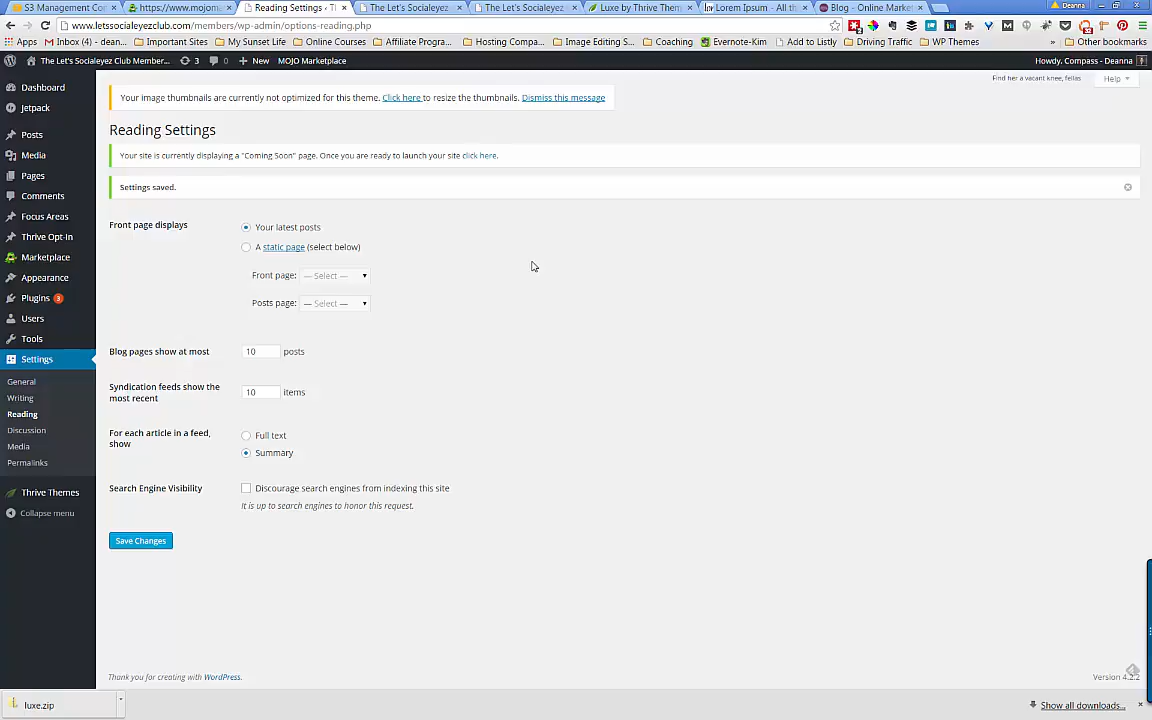 S3 Management Con
https://www.mojom
Reading Settings
The Let's Socialeyez
The Let's Socialeyez
Luxe by Thrive Them
Lorem Ipsum - All th
Blog - Online Market
Deanna
www.letssocialeyezclub.com/members/wp-admin/options-reading.php
Apps
Inbox (4) - dean...
Important Sites
My Sunset Life
Online Courses
Affiliate Progra...
Hosting Compa...
Image Editing S...
Coaching
Evernote-Kim
Add to Listly
Driving Traffic
WP Themes
»
Other bookmarks
The Let's Socialeyez Club Member...
3
0
New
MOJO Marketplace
Howdy, Compass - Deanna
Find her a vacant knee, fellas
Help
Dashboard
Jetpack
Posts
Media
Pages
Comments
Focus Areas
Thrive Opt-In
Marketplace
Appearance
Plugins 3
Users
Tools
Settings
General
Writing
Reading
Discussion
Media
Permalinks
Thrive Themes
Collapse menu
Your image thumbnails are currently not optimized for this theme. Click here to resize the thumbnails. Dismiss this message
Reading Settings
Your site is currently displaying a "Coming Soon" page. Once you are ready to launch your site click here.
Settings saved.
Front page displays
Your latest posts
A static page (select below)
Front page: — Select —
Posts page: — Select —
Blog pages show at most
10 posts
Syndication feeds show the
most recent
10 items
For each article in a feed,
show
Full text
Summary
Search Engine Visibility
Discourage search engines from indexing this site
It is up to search engines to honor this request.
Save Changes
Thank you for creating with WordPress.
Version 4.2.2
luxe.zip
Show all downloads...